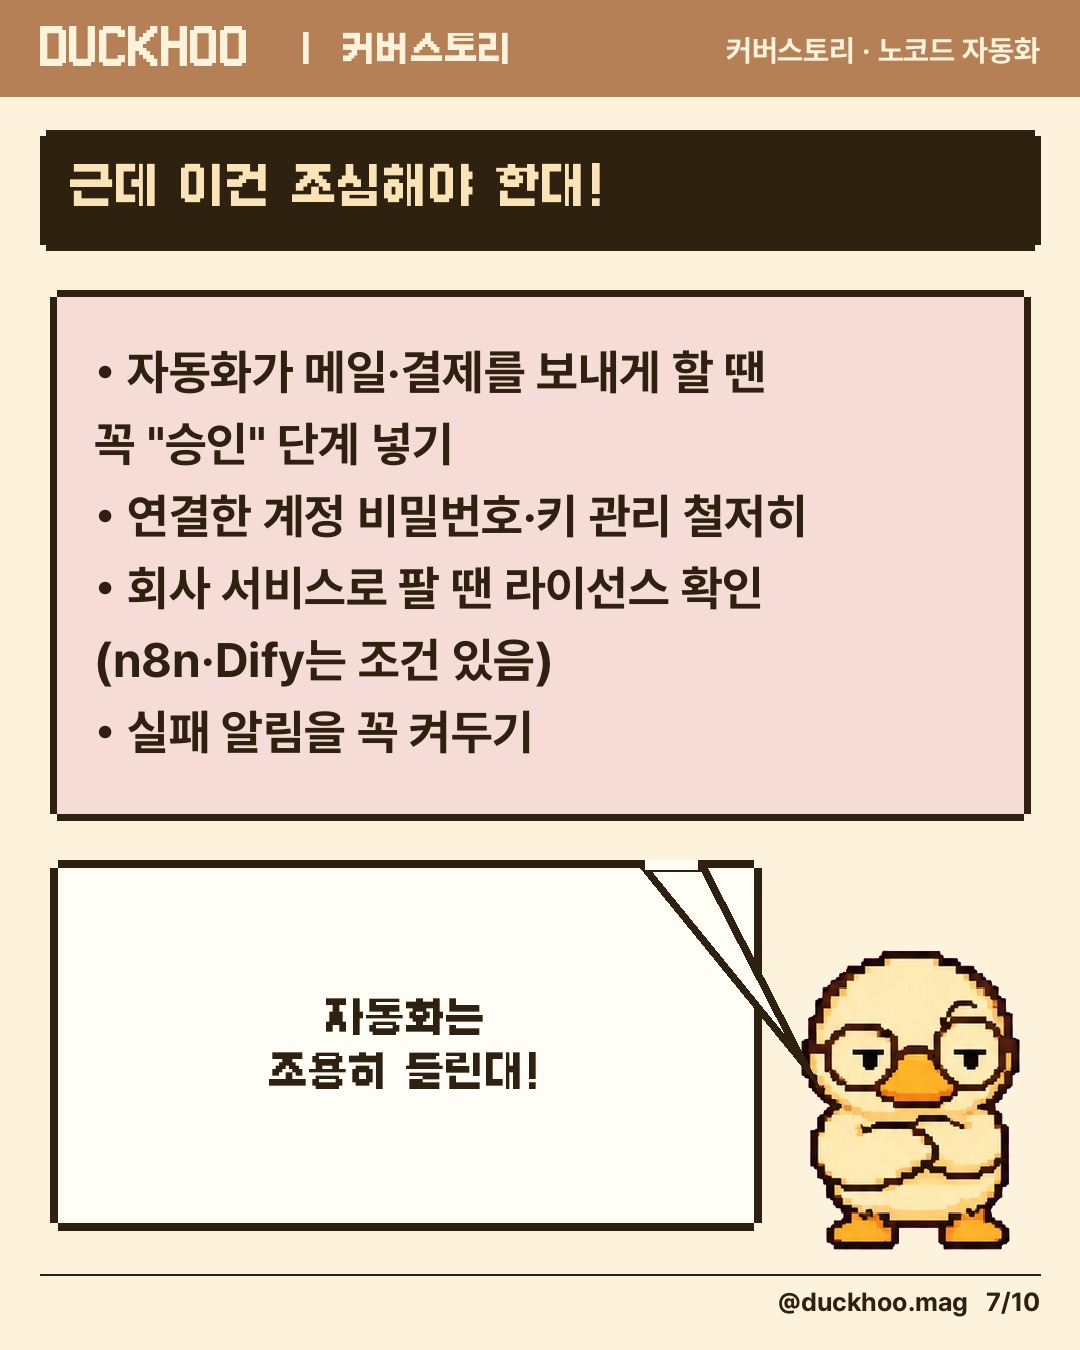 DUCKHOO | 커버스토리
커버스토리 · 노코드 자동화
근데 이건 조심해야 한대!
• 자동화가 메일·결제를 보내게 할 땐
꼭 "승인" 단계 넣기
• 연결한 계정 비밀번호·키 관리 철저히
• 회사 서비스로 팔 땐 라이선스 확인
(n8n·Dify는 조건 있음)
• 실패 알림을 꼭 켜두기
자동화는
조용히 틀린대!
@duckhoo.mag 7/10